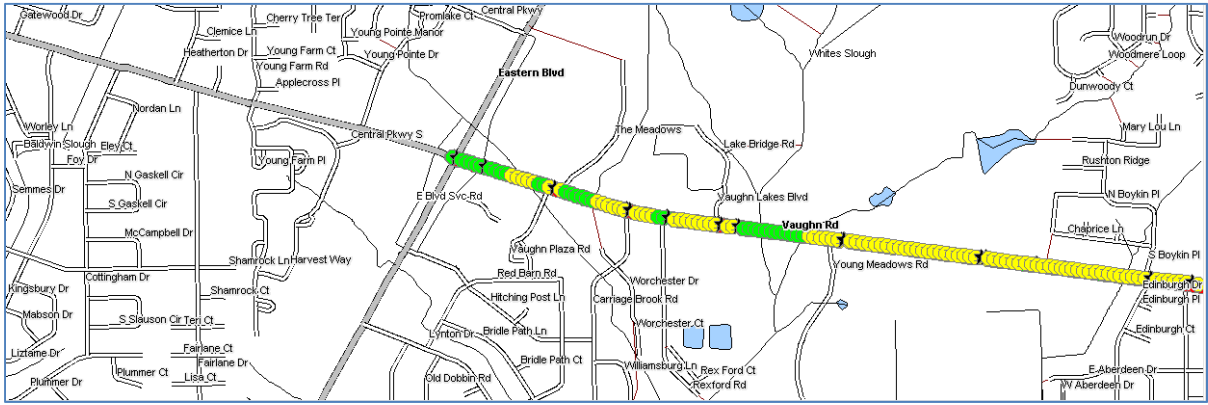 Gatewood Dr
Cherry Tree Ter
Promlake Ct
Central Pkwy
Clemice Ln
Young Pointe Manor
Woodrun Dr
Heatherton Dr
Young Farm Ct
Young Pointe Dr
Whites Slough
Woodmere Loop
Young Farm Rd
Eastern Blvd
Applecross Pl
Dunwoody Ct
Nordan Ln
Worley Ln
The Meadows
Mary Lou Ln
Central Pkwy S
Baldwin Slough
Eley Ct
Lake Bridge Rd
Foy Dr
Young Farm Pl
Rushton Ridge
N Gaskell Cir
Semmes Dr
E Blvd Svc-Rd
Vaughn Lakes Blvd
N Boykin Pl
S Gaskell Cir
Vaughn Rd
Chaprice Ln
McCampbell Dr
Vaughn Plaza Rd
S Boykin Pl
Shamrock Ln
Harvest Way
Young Meadows Rd
Cottingham Dr
Red Barn Rd
Worchester Dr
Edinburgh Dr
Kingsbury Dr
Shamrock Ct
Hitching Post Ln
Carriage Brook Rd
Edinburgh Pl
Mabson Dr
S Slauson Cir
Teri Ct
Lynton Dr
Bridle Path Ln
Worchester Ct
Edinburgh Ct
Liztame Dr
Fairlane Ct
Fairlane Dr
Bridle Path Ct
Williamsburg Ln
Plummer Ct
Lisa Ct
Old Dobbin Rd
Rex Ford Ct
E Aberdeen Dr
Plummer Dr
Rexford Rd
W Aberdeen Dr